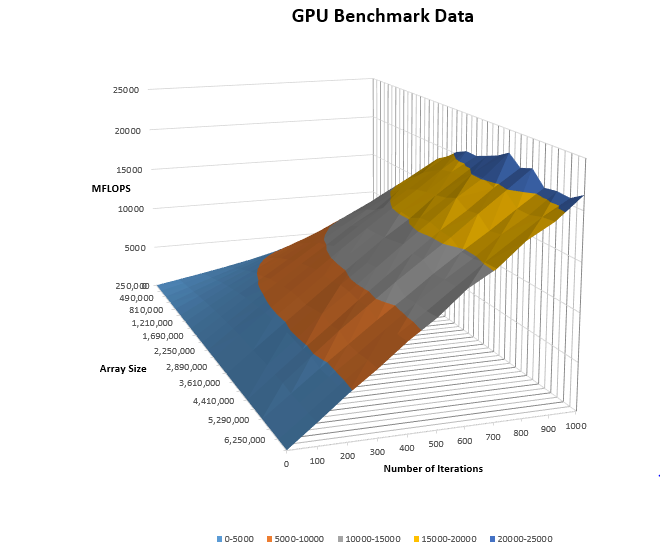 GPU Benchmark Data
25000
20000
15000
MFLOPS
10000
5000
250,000
490,000
810,000
1,210,000
1,690,000
2,250,000
Array Size
2,890,000
3,610,000
4,410,000
5,290,000
6,250,000
0 100 200 300 400 500 600 700 800 900 1000
Number of Iterations
0-5000 5000-10000 10000-15000 15000-20000 20000-25000